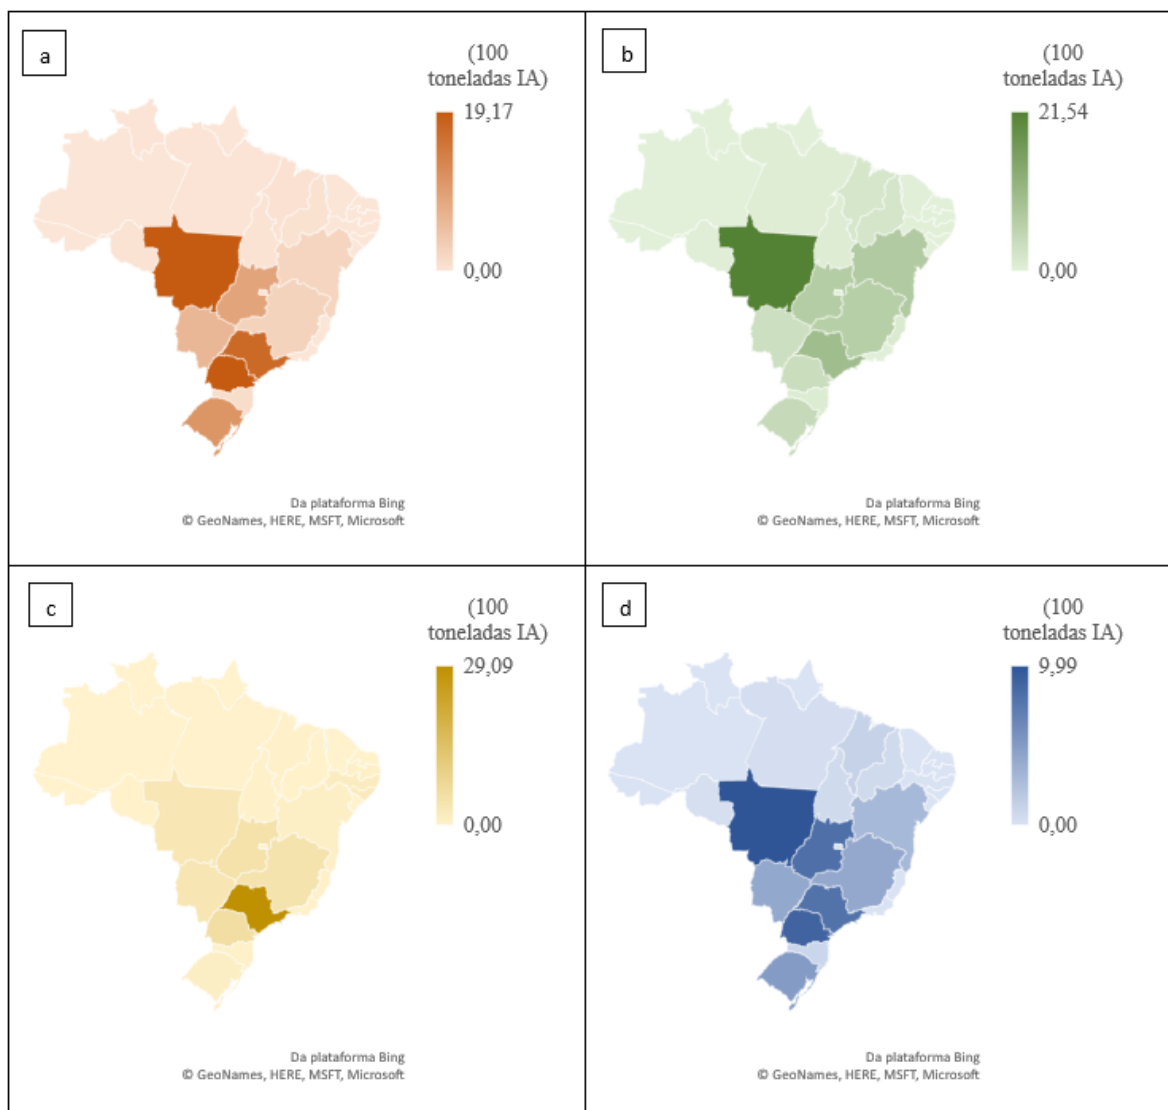 a
(100
toneladas IA)
19,17
0,00
Da plataforma Bing
© GeoNames, HERE, MSFT, Microsoft
b
(100
toneladas IA)
21,54
0,00
Da plataforma Bing
© GeoNames, HERE, MSFT, Microsoft
c
(100
toneladas IA)
29,09
0,00
Da plataforma Bing
© GeoNames, HERE, MSFT, Microsoft
d
(100
toneladas IA)
9,99
0,00
Da plataforma Bing
© GeoNames, HERE, MSFT, Microsoft